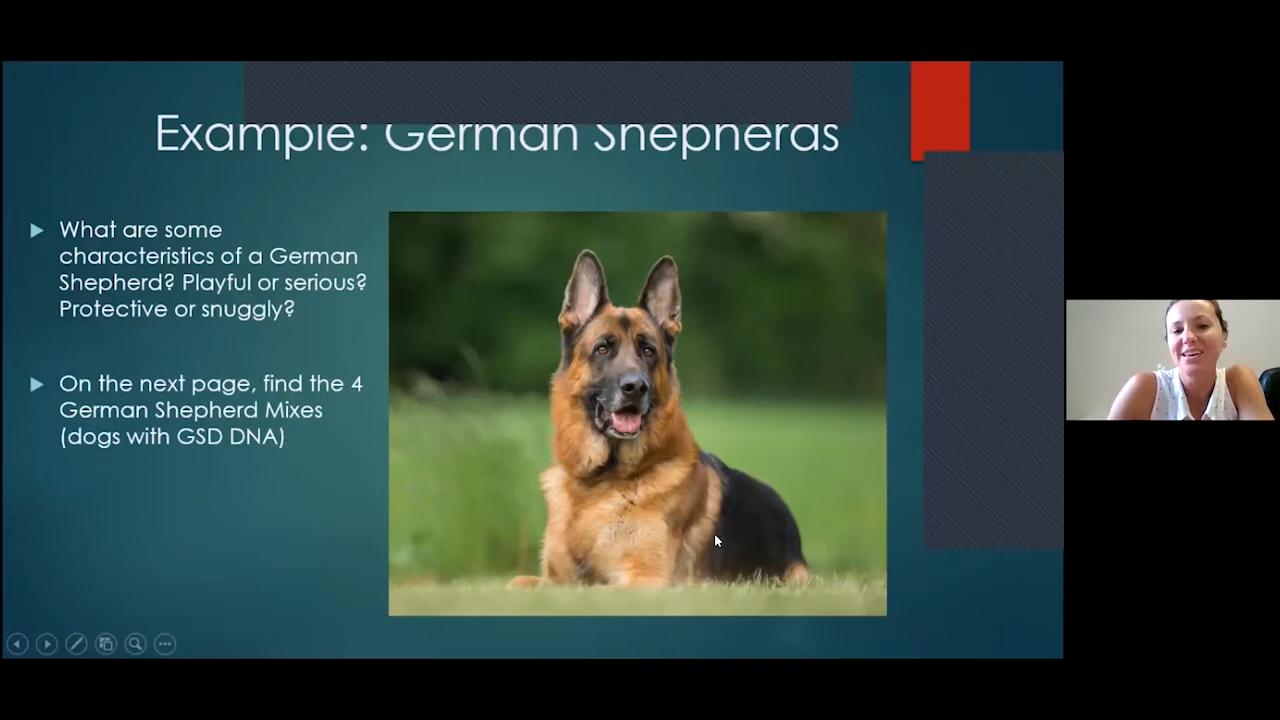 Example: German Shepherds
What are some
characteristics of a German
Shepherd? Playful or serious?
Protective or snuggly?
On the next page, find the 4
German Shepherd Mixes
(dogs with GSD DNA)